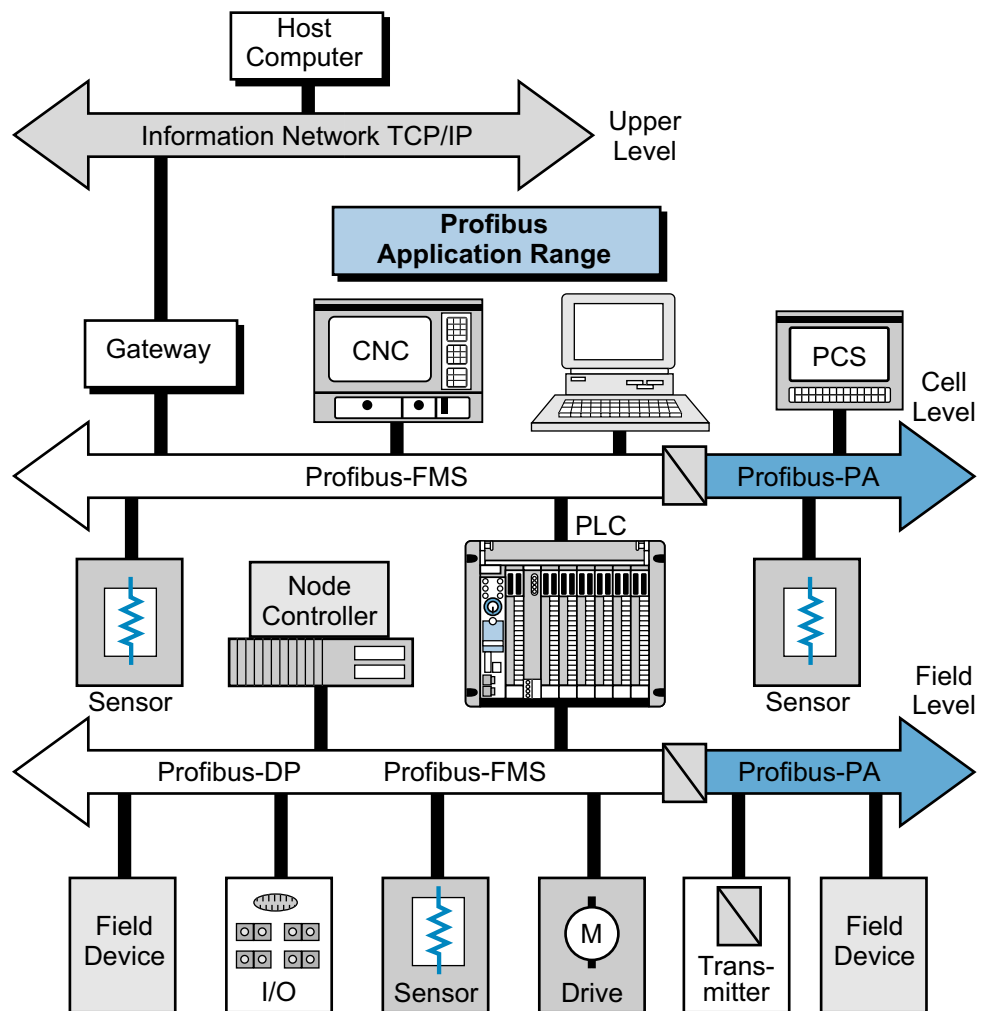 Host
Computer
Information Network TCP/IP
Upper
Level
Profibus
Application Range
Gateway
CNC
PCS
Cell
Level
Profibus-FMS
Profibus-PA
PLC
Node
Controller
Sensor
Sensor
Field
Level
Profibus-DP
Profibus-FMS
Profibus-PA
Field
Device
I/O
Sensor
M
Drive
Trans-
mitter
Field
Device